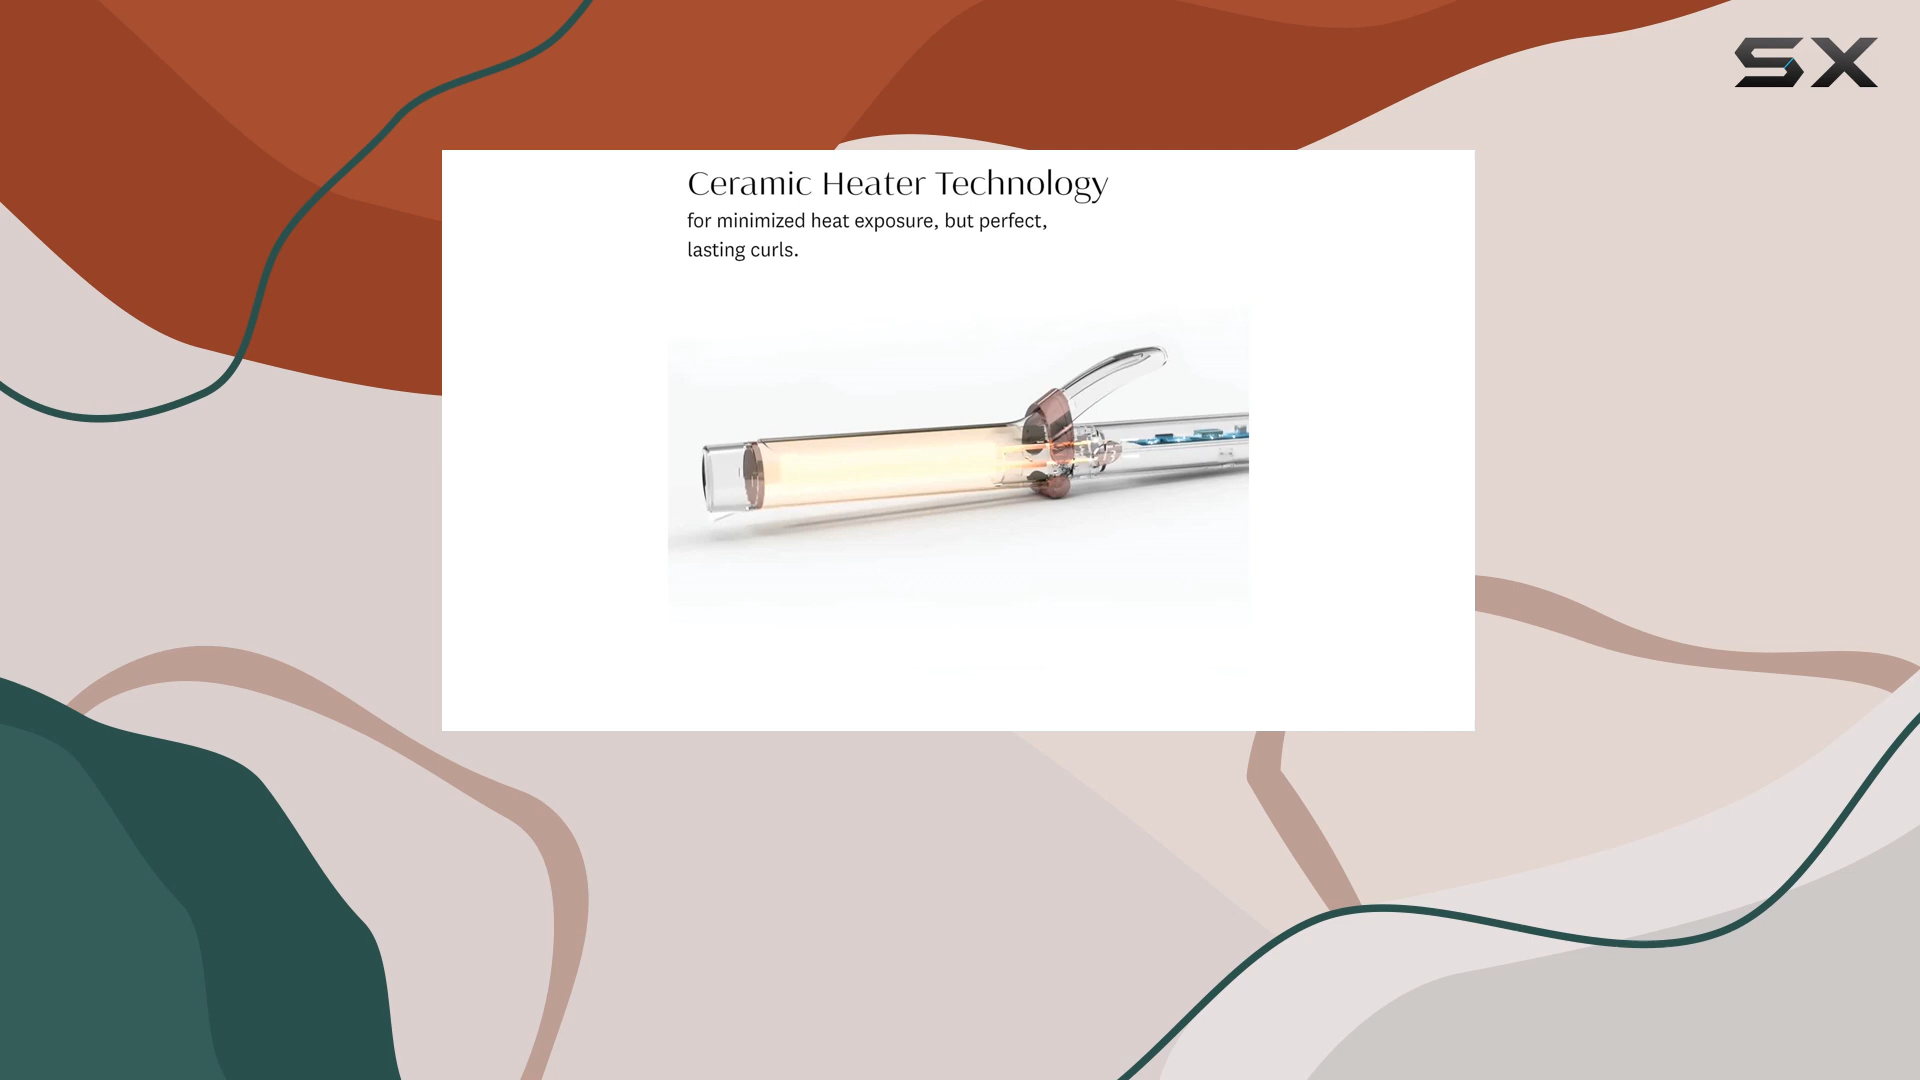 SX
Ceramic Heater Technology
for minimized heat exposure, but perfect,
lasting curls.